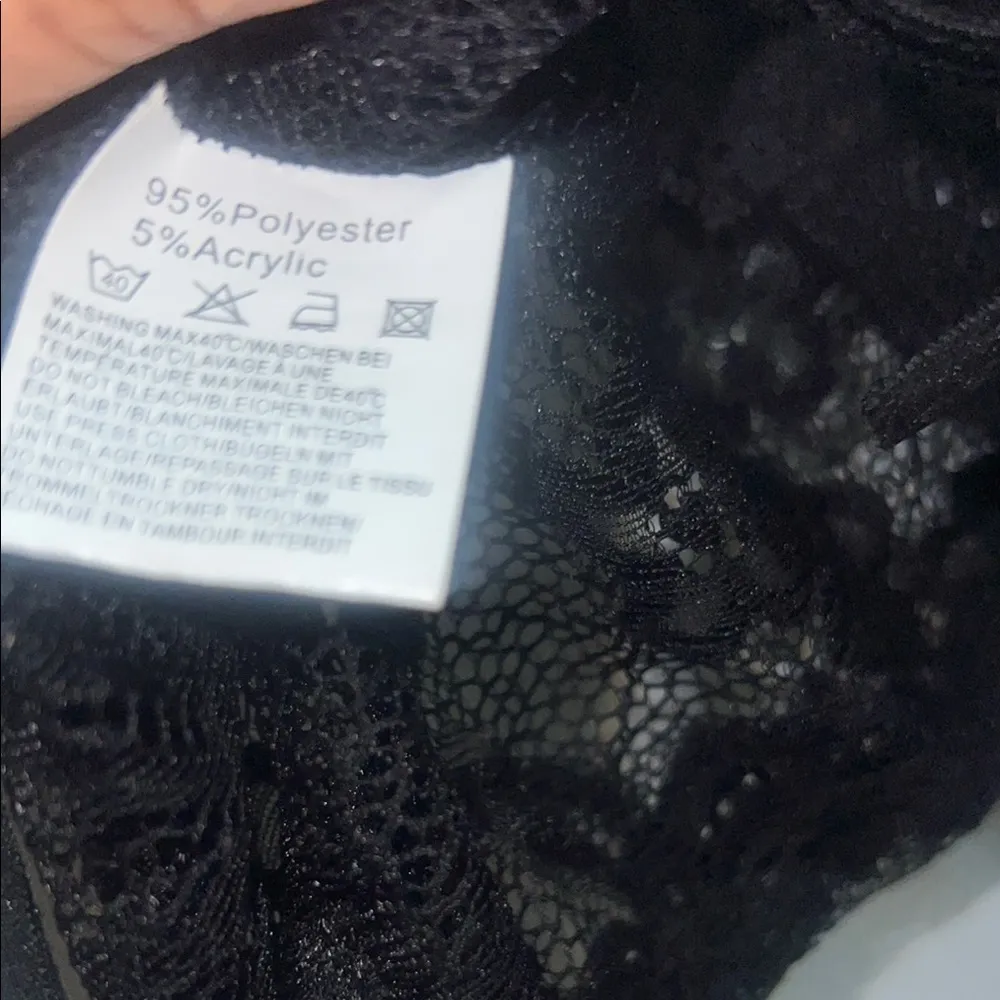 95%Polyester
5%Acrylic
40
WASHING MAX40℃/WASCHEN BEI
MAXIMAL40℃/LAVAGE A UNE
TEMPERATURE MAXIMALE DE40℃
DO NOT BLEACH/BLEICHEN NICHT
ERLAUBT/BLANCHIMENT INTERDIT
USE PRESS CLOTH/BUGELN MIT
UNTERLAGE/REPASSAGE SUR LE TISSU
DO NOT TUMBLE DRY/NICHT IM
ROMMEL TROCKNER TROCKNEN/
ECHAGE EN TAMBOUR INTERDIT